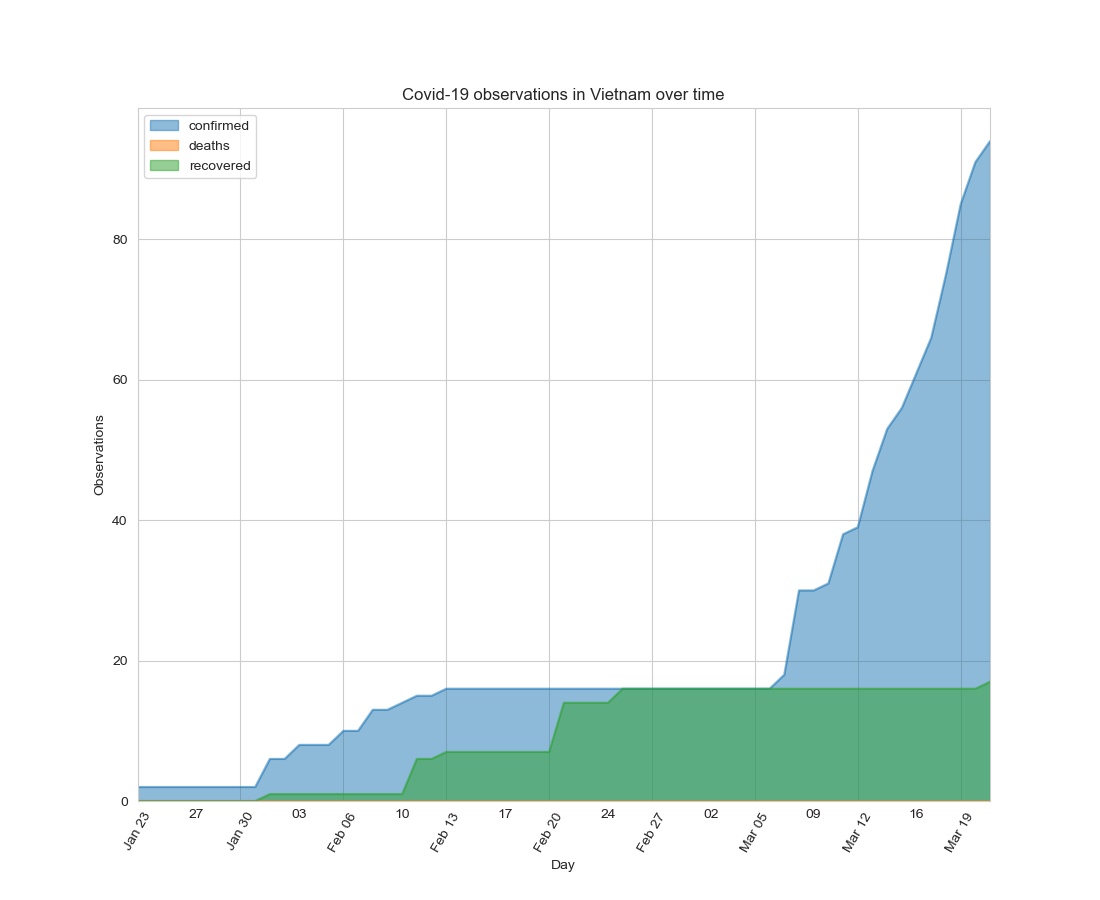 Covid-19 observations in Vietnam over time
confirmed
deaths
recovered
80
60
40
20
0
Observations
Jan 23
27
Jan 30
03
Feb 06
10
Feb 13
17
Feb 20
24
Feb 27
02
Mar 05
09
Mar 12
16
Mar 19
Day